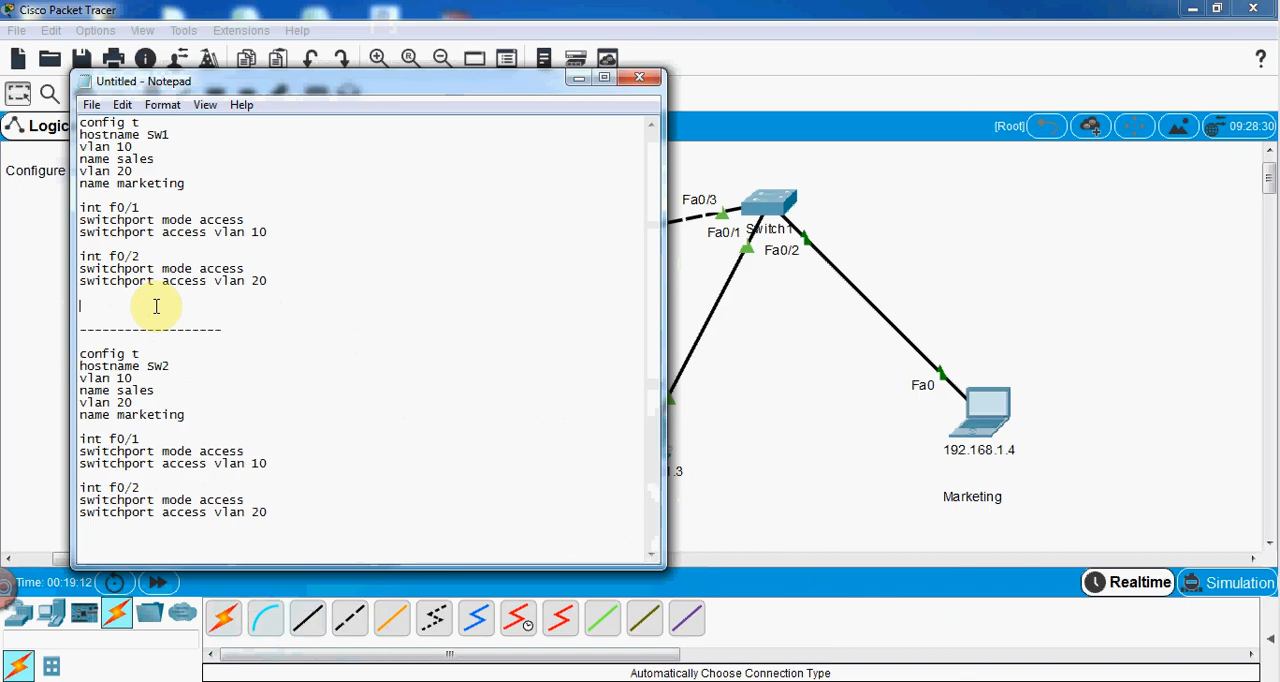 Cisco Packet Tracer
File Edit Options View Tools Extensions Help
Untitled - Notepad
File Edit Format View Help
config t
hostname SW1
vlan 10
name sales
vlan 20
name marketing
int f0/1
switchport mode access
switchport access vlan 10
int f0/2
switchport mode access
switchport access vlan 20
-------------------
config t
hostname SW2
vlan 10
name sales
vlan 20
name marketing
int f0/1
switchport mode access
switchport access vlan 10
int f0/2
switchport mode access
switchport access vlan 20
Logic
[Root]
09:28:30
Configure
Fa0/3
Fa0/1
Switch1
Fa0/2
Fa0
192.168.1.4
.3
Marketing
Time: 00:19:12
Realtime
Simulation
Automatically Choose Connection Type